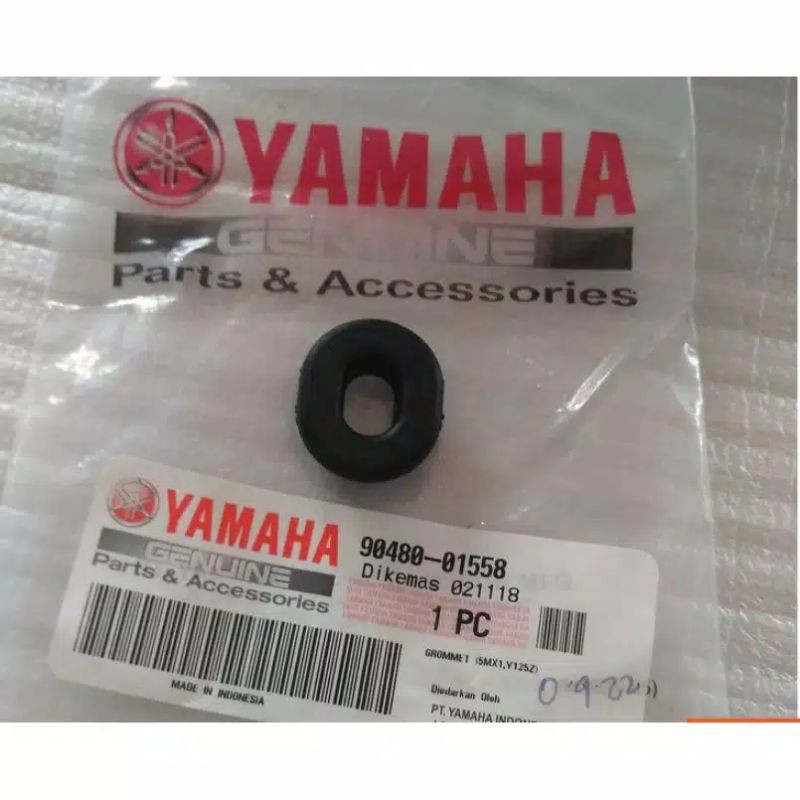 YAMAHA
GENUINE
Parts & Accessories
YAMAHA
GENUINE
Parts & Accessories
90480-01558
Dikemas 021118
1 PC
GROMMET (5MX1,Y125Z)
MADE IN INDONESIA
Diedarkan Oleh
PT. YAMAHA INDONE